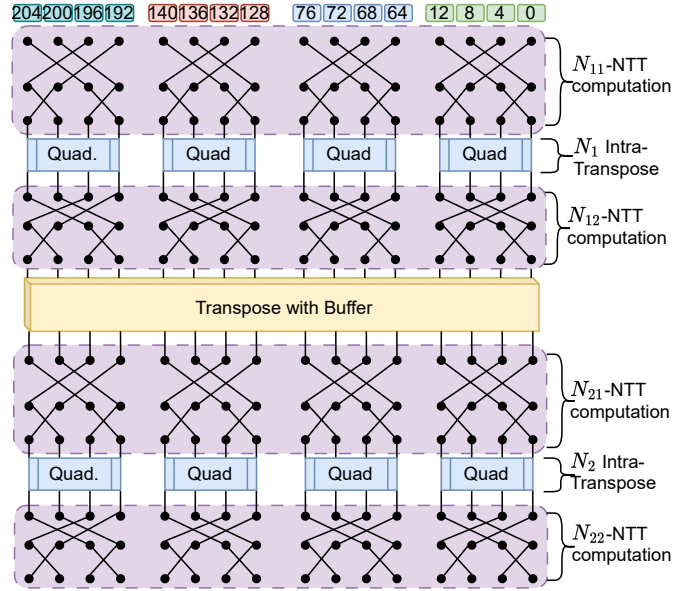 204 200 196 192 140 136 132 128 76 72 68 64 12 8 4 0
N₁₁-NTT
computation
Quad. Quad Quad Quad
N₁ Intra-
Transpose
N₁₂-NTT
computation
Transpose with Buffer
N₂₁-NTT
computation
Quad. Quad Quad Quad
N₂ Intra-
Transpose
N₂₂-NTT
computation